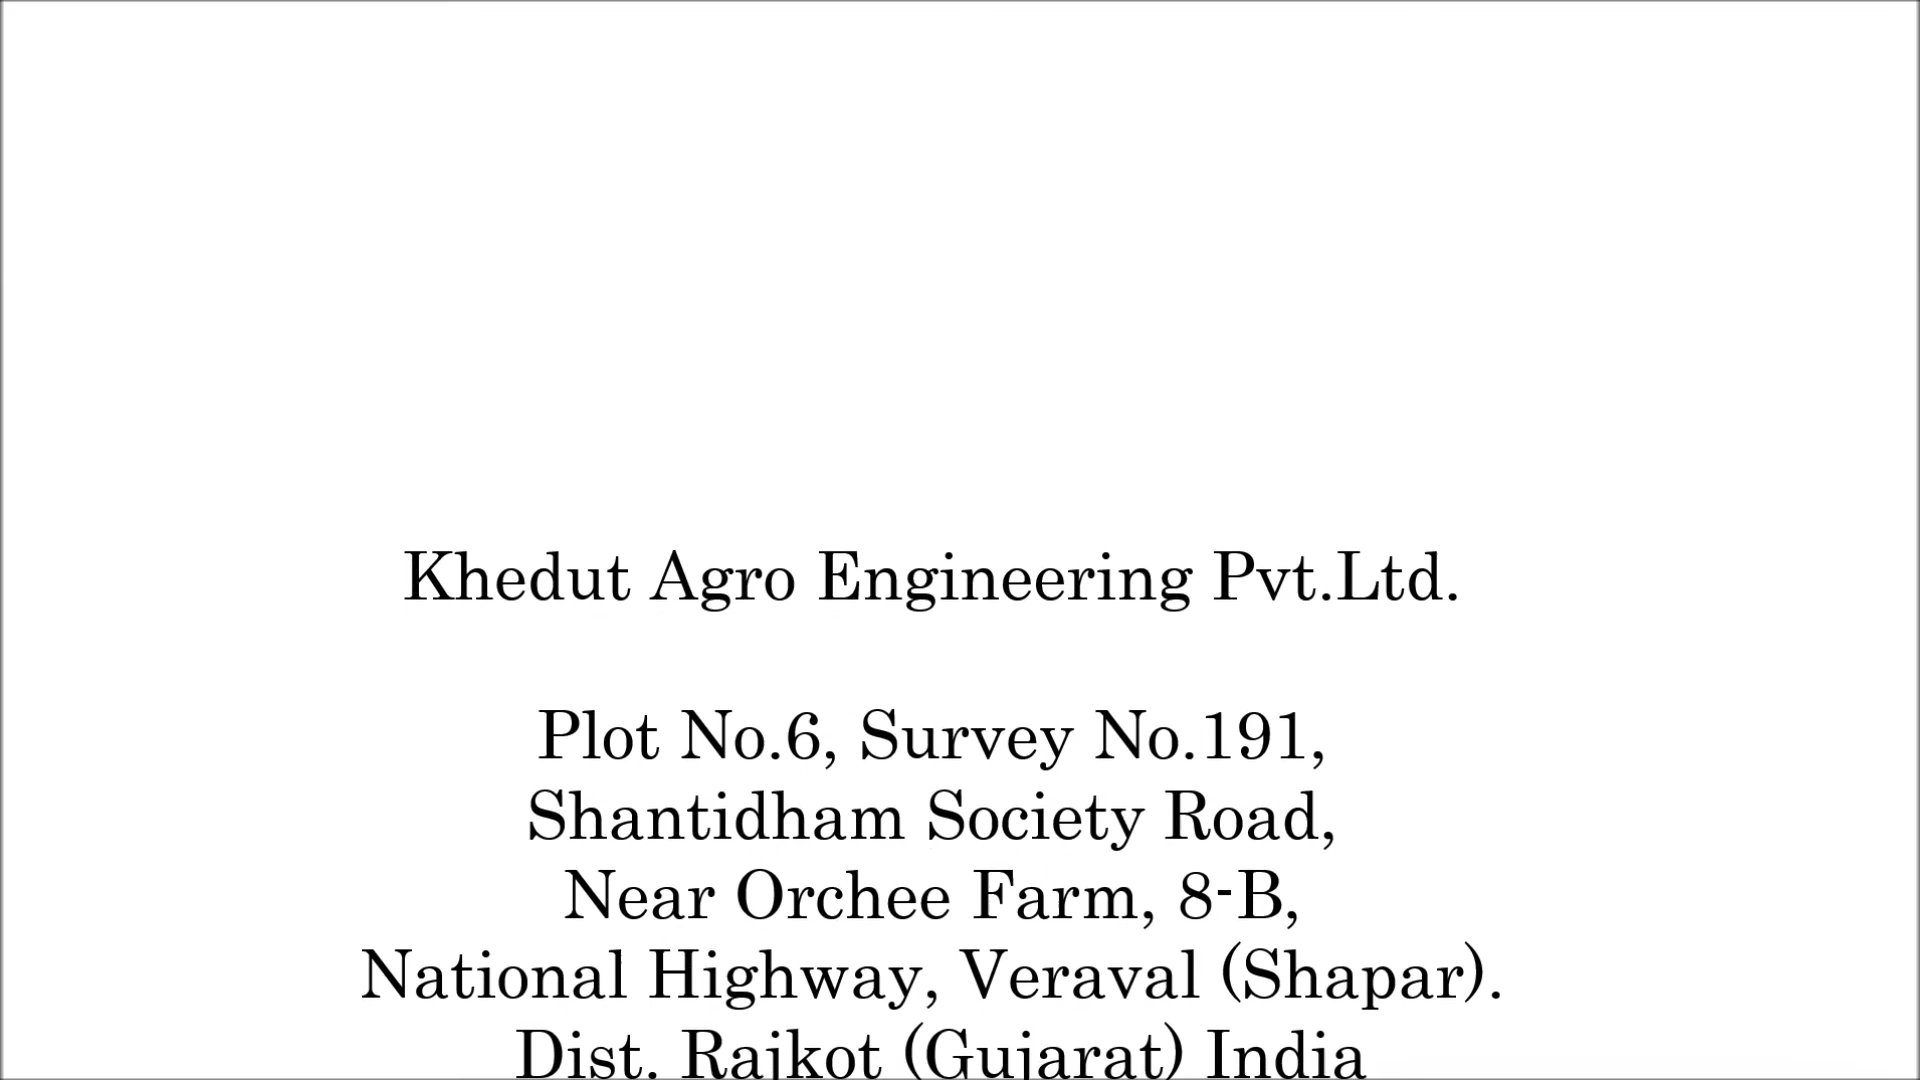 Khedut Agro Engineering Pvt.Ltd.
Plot No.6, Survey No.191,
Shantidham Society Road,
Near Orchee Farm, 8-B,
National Highway, Veraval (Shapar).
Dist. Rajkot (Gujarat) India